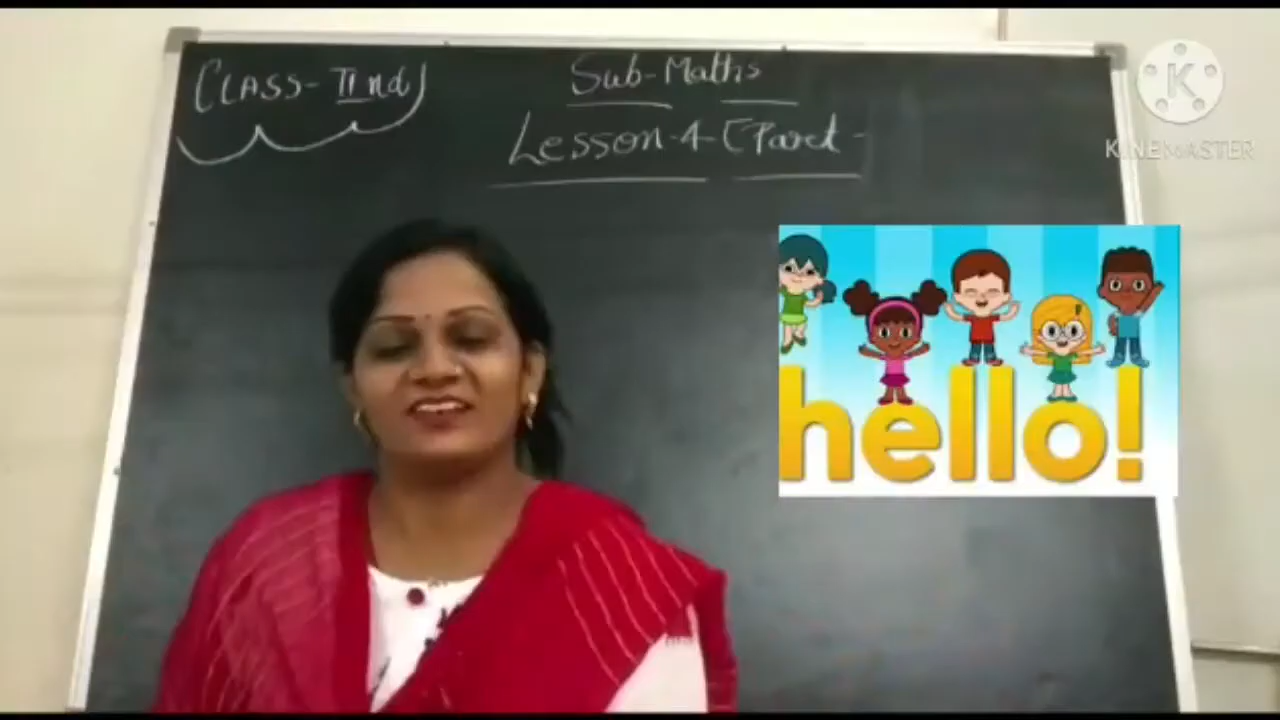 (CLASS-IInd)
Sub-Maths
Lesson-4-(Part-
K
KINEMASTER
hello!